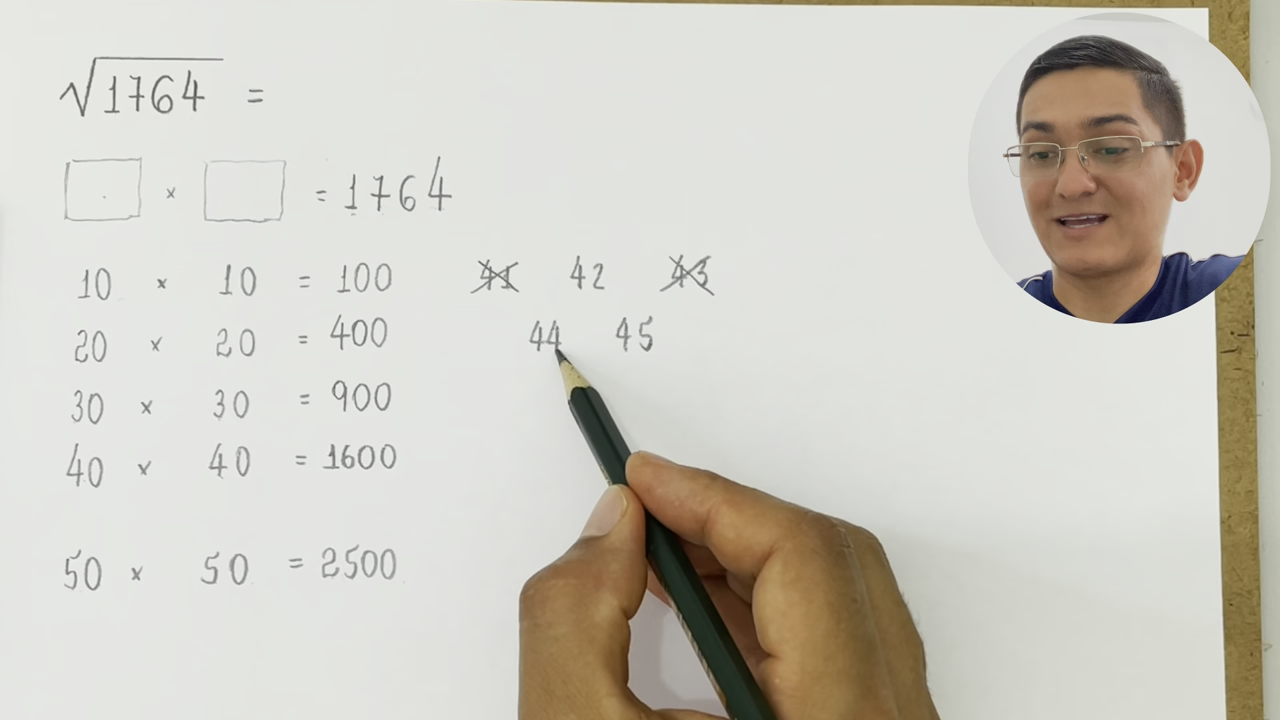 √1764 =
× = 1764
10 × 10 = 100
20 × 20 = 400
30 × 30 = 900
40 × 40 = 1600
50 × 50 = 2500
41 42 43
44 45